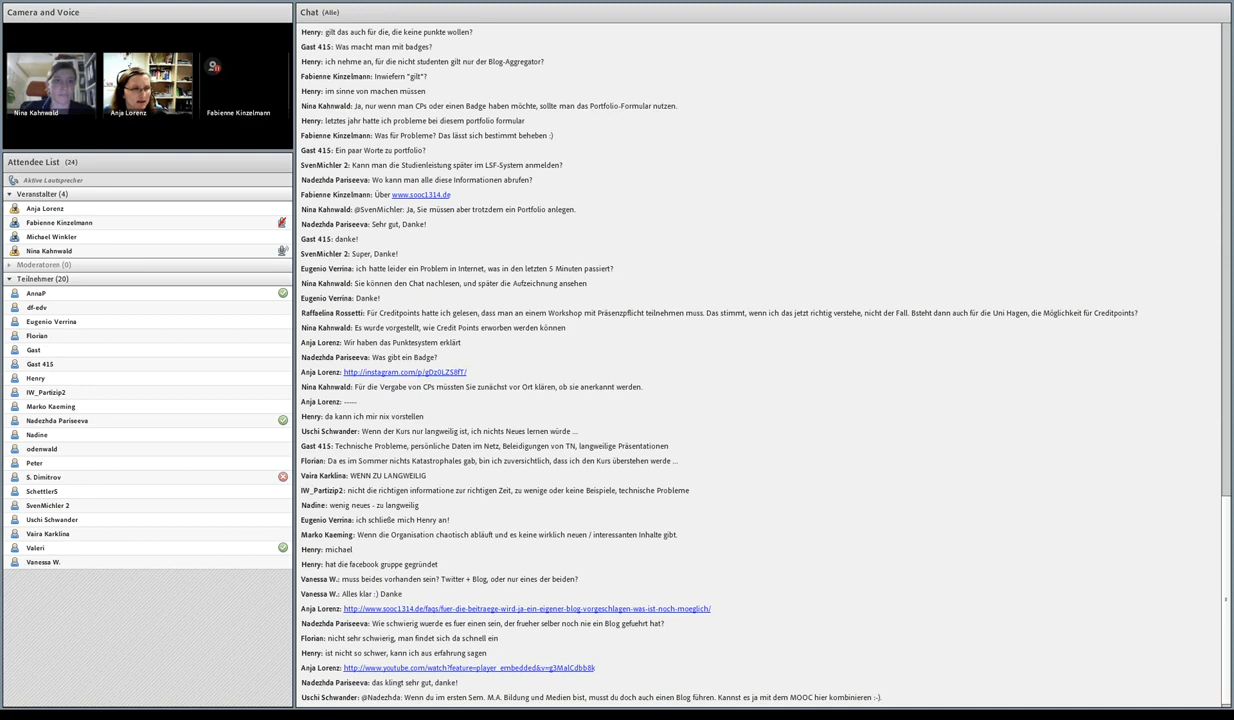 Camera and Voice
Nina Kahnwald
Anja Lorenz
Fabienne Kinzelmann
Attendee List (24)
Aktive Lautsprecher
Veranstalter (4)
Anja Lorenz
Fabienne Kinzelmann
Michael Winkler
Nina Kahnwald
Moderatoren (0)
Teilnehmer (20)
AnnaP
df-edv
Eugenio Verrina
Florian
Gast
Gast 415
Henry
IW_Partizip2
Marko Kaeming
Nadezhda Pariseeva
Nadine
odenwald
Peter
S. Dimitrov
SchettlerS
SvenMichler 2
Uschi Schwander
Vaira Karklina
Valeri
Vanessa W.
Chat (Alle)
Henry: gilt das auch für die, die keine punkte wollen?
Gast 415: Was macht man mit badges?
Henry: ich nehme an, für die nicht studenten gilt nur der Blog-Aggregator?
Fabienne Kinzelmann: Inwiefern "gilt"?
Henry: im sinne von machen müssen
Nina Kahnwald: Ja, nur wenn man CPs oder einen Badge haben möchte, sollte man das Portfolio-Formular nutzen.
Henry: letztes jahr hatte ich probleme bei diesem portfolio formular
Fabienne Kinzelmann: Was für Probleme? Das lässt sich bestimmt beheben :)
Gast 415: Ein paar Worte zu portfolio?
SvenMichler 2: Kann man die Studienleistung später im LSF-System anmelden?
Nadezhda Pariseeva: Wo kann man alle diese Informationen abrufen?
Fabienne Kinzelmann: Über www.sooc1314.de
Nina Kahnwald: @SvenMichler: Ja, Sie müssen aber trotzdem ein Portfolio anlegen.
Nadezhda Pariseeva: Sehr gut, Danke!
Gast 415: danke!
SvenMichler 2: Super, Danke!
Eugenio Verrina: ich hatte leider ein Problem in Internet, was in den letzten 5 Minuten passiert?
Nina Kahnwald: Sie können den Chat nachlesen, und später die Aufzeichnung ansehen
Eugenio Verrina: Danke!
Raffaelina Rossetti: Für Creditpoints hatte ich gelesen, dass man an einem Workshop mit Präsenzpflicht teilnehmen muss. Das stimmt, wenn ich das jetzt richtig verstehe, nicht der Fall. Bsteht dann auch für die Uni Hagen, die Möglichkeit für Creditpoints?
Nina Kahnwald: Es wurde vorgestellt, wie Credit Points erworben werden können
Anja Lorenz: Wir haben das Punktesystem erklärt
Nadezhda Pariseeva: Was gibt ein Badge?
Anja Lorenz: http://instagram.com/p/gDz0LZS8fT/
Nina Kahnwald: Für die Vergabe von CPs müssten Sie zunächst vor Ort klären, ob sie anerkannt werden.
Anja Lorenz: -----
Henry: da kann ich mir nix vorstellen
Uschi Schwander: Wenn der Kurs nur langweilig ist, ich nichts Neues lernen würde ...
Gast 415: Technische Probleme, persönliche Daten im Netz, Beleidigungen von TN, langweilige Präsentationen
Florian: Da es im Sommer nichts Katastrophales gab, bin ich zuversichtlich, dass ich den Kurs überstehen werde ...
Vaira Karklina: WENN ZU LANGWEILIG
IW_Partizip2: nicht die richtigen informatione zur richtigen Zeit, zu wenige oder keine Beispiele, technische Probleme
Nadine: wenig neues - zu langweilig
Eugenio Verrina: ich schließe mich Henry an!
Marko Kaeming: Wenn die Organisation chaotisch abläuft und es keine wirklich neuen / interessanten Inhalte gibt.
Henry: michael
Henry: hat die facebook gruppe gegründet
Vanessa W.: muss beides vorhanden sein? Twitter + Blog, oder nur eines der beiden?
Vanessa W.: Alles klar :) Danke
Anja Lorenz: http://www.sooc1314.de/faqs/fuer-die-beitraege-wird-ja-ein-eigener-blog-vorgeschlagen-was-ist-noch-moeglich/
Nadezhda Pariseeva: Wie schwierig wuerde es fuer einen sein, der frueher selber noch nie ein Blog gefuehrt hat?
Florian: nicht sehr schwierig, man findet sich da schnell ein
Henry: ist nicht so schwer, kann ich aus erfahrung sagen
Anja Lorenz: http://www.youtube.com/watch?feature=player_embedded&v=g3MalCdbb8k
Nadezhda Pariseeva: das klingt sehr gut, danke!
Uschi Schwander: @Nadezhda: Wenn du im ersten Sem. M.A. Bildung und Medien bist, musst du doch auch einen Blog führen. Kannst es ja mit dem MOOC hier kombinieren :-).